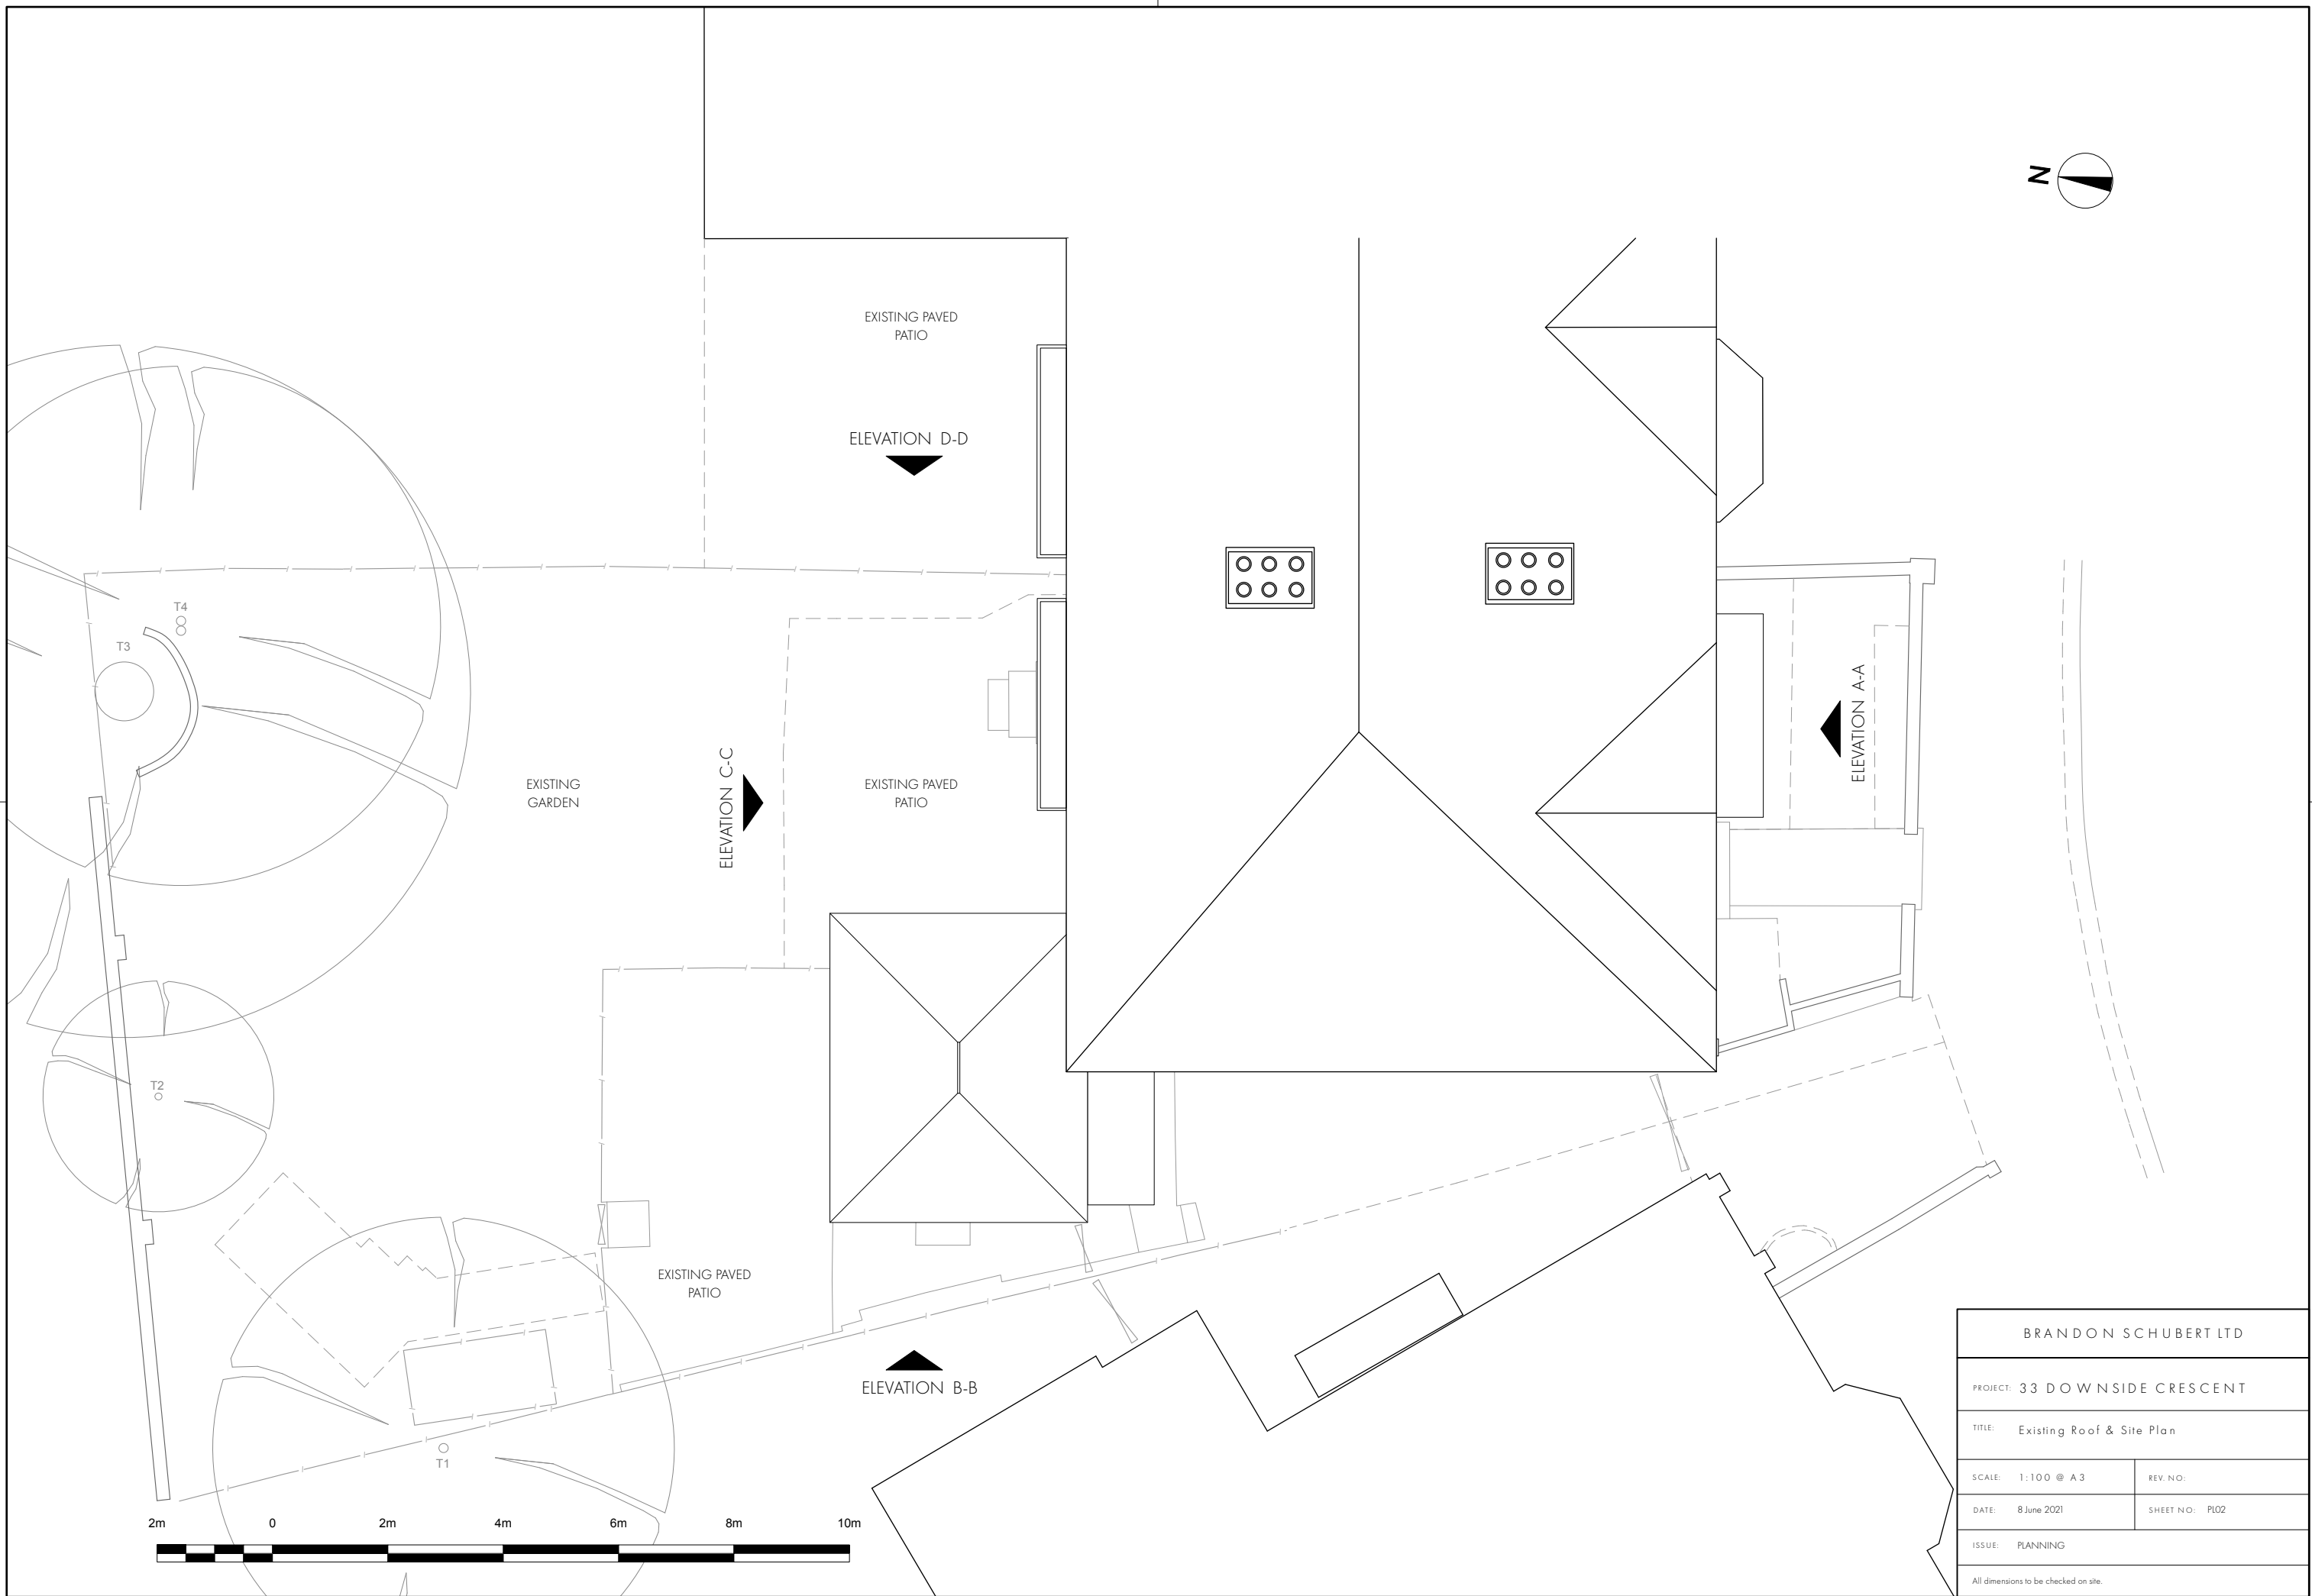 N
EXISTING PAVED
PATIO
ELEVATION D-D
T4
T3
EXISTING
GARDEN
ELEVATION C-C
EXISTING PAVED
PATIO
ELEVATION A-A
T2
EXISTING PAVED
PATIO
ELEVATION B-B
T1
2m 0 2m 4m 6m 8m 10m
BRANDON SCHUBERT LTD
PROJECT: 33 DOWNSIDE CRESCENT
TITLE: Existing Roof & Site Plan
SCALE: 1:100 @ A3 REV. NO:
DATE: 8 June 2021 SHEET NO: PL02
ISSUE: PLANNING
All dimensions to be checked on site.